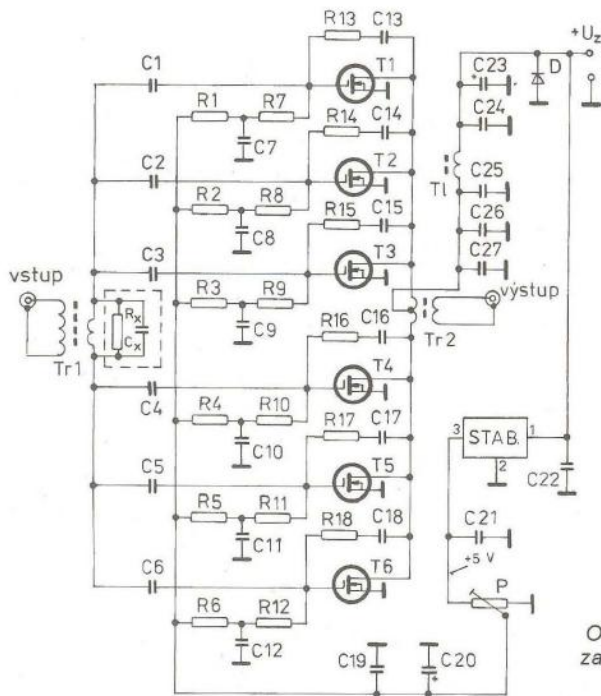 R13 C13
+Uz
C1
T1
D
C23
+
R1 R7
R14 C14
C24
C7
C2
T2
Tl
C25
R2 R8
R15 C15
C26
C8
C3
T3
C27
vstup
výstup
R3 R9
Rx
Cx
R16 C16
Tr2
C9
Tr1
T4
C4
3 STAB. 1
2
R4 R10
R17 C17
C22
C10
C5
T5
C21
R5 R11
R18 C18
+5 V
C11
P
C6
T6
R6 R12
O
C19
C20
+
C12
za